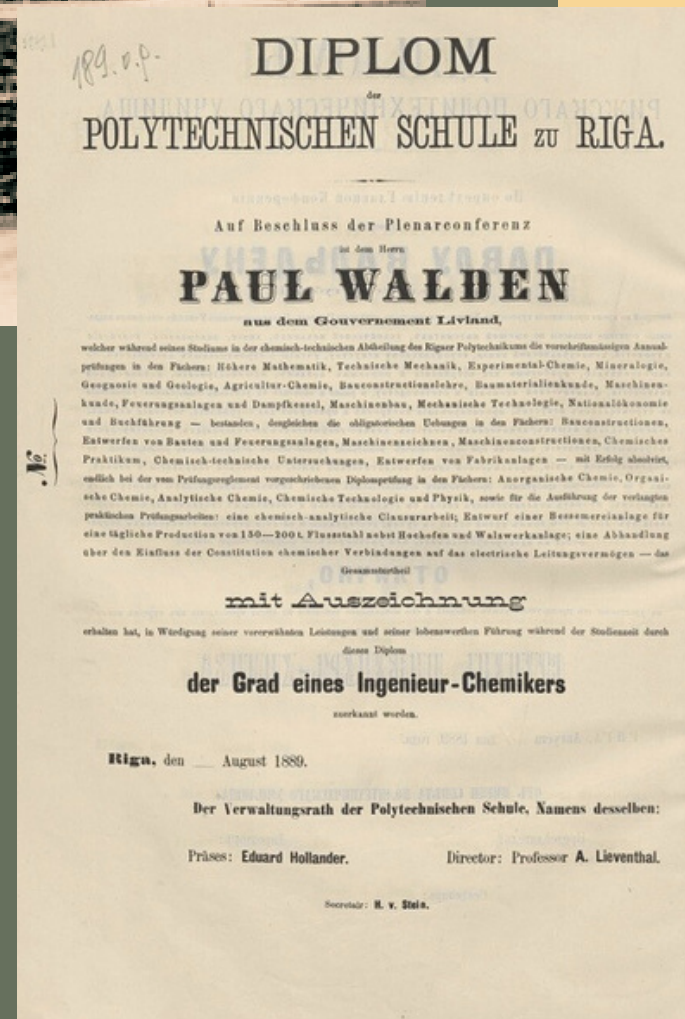 189. o.p.
DIPLOM
der
POLYTECHNISCHEN SCHULE ZU RIGA.
Auf Beschluss der Plenarconferenz
ist dem Herrn
PAUL WALDEN
aus dem Gouvernement Livland,
welcher während seines Studiums in der chemisch-technischen Abtheilung des Rigaer Polytechnikums die vorschriftsmässigen Annual-
prüfungen in den Fächern: Höhere Mathematik, Technische Mechanik, Experimental-Chemie, Mineralogie,
Geognosie und Geologie, Agricultur-Chemie, Bauconstructionslehre, Baumaterialienkunde, Maschinen-
kunde, Feuerungsanlagen und Dampfkessel, Maschinenbau, Mechanische Technologie, Nationalökonomie
und Buchführung — bestanden, desgleichen die obligatorischen Uebungen in den Fächern: Bauconstructionen,
Entwerfen von Bauten und Feuerungsanlagen, Maschinenzeichnen, Maschinenconstructionen, Chemisches
Praktikum, Chemisch-technische Untersuchungen, Entwerfen von Fabrikanlagen — mit Erfolg absolvirt,
endlich bei der vom Prüfungsreglement vorgeschriebenen Diplomprüfung in den Fächern: Anorganische Chemie, Organi-
sche Chemie, Analytische Chemie, Chemische Technologie und Physik, sowie für die Ausführung der verlangten
praktischen Prüfungsarbeiten: eine chemisch-analytische Clausurarbeit; Entwurf einer Bessemereianlage für
eine tägliche Production von 150—200 t. Flussstahl nebst Hochofen und Walzwerkanlage; eine Abhandlung
über den Einfluss der Constitution chemischer Verbindungen auf das electrische Leitungsvermögen — das
Gesammturtheil
mit Auszeichnung
erhalten hat, in Würdigung seiner vorerwähnten Leistungen und seiner lobenswerthen Führung während der Studienzeit durch
dieses Diplom
der Grad eines Ingenieur-Chemikers
zuerkannt worden.
Riga, den __ August 1889.
Der Verwaltungsrath der Polytechnischen Schule, Namens desselben:
Präses: Eduard Hollander. Director: Professor A. Lieventhal.
Secretair: H. v. Stein.
No.